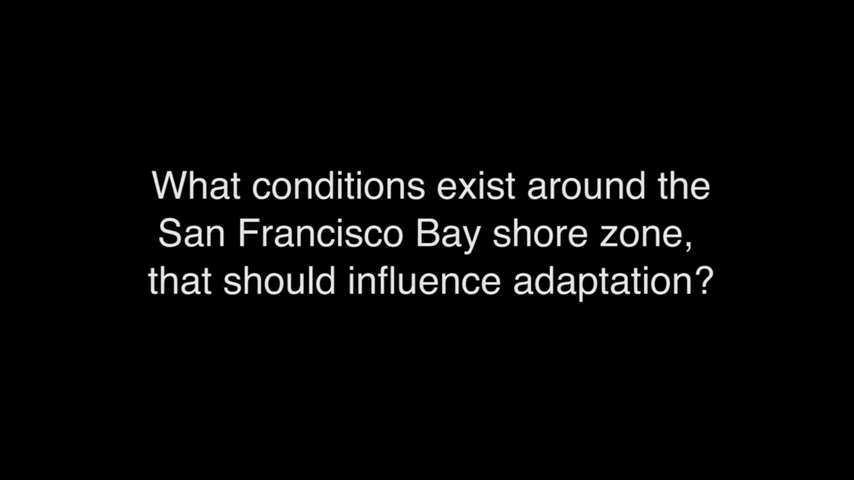 What conditions exist around the
San Francisco Bay shore zone,
that should influence adaptation?